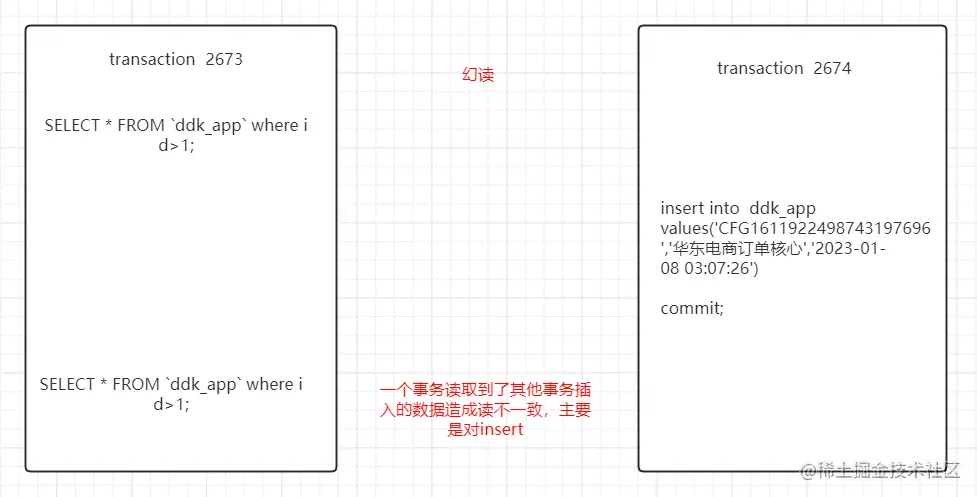 transaction 2673
SELECT * FROM `ddk_app` where i
d>1;
SELECT * FROM `ddk_app` where i
d>1;
幻读
一个事务读取到了其他事务插
入的数据造成读不一致，主要
是对insert
transaction 2674
insert into ddk_app
values('CFG1611922498743197696
','华东电商订单核心','2023-01-
08 03:07:26')
commit;
@稀土掘金技术社区